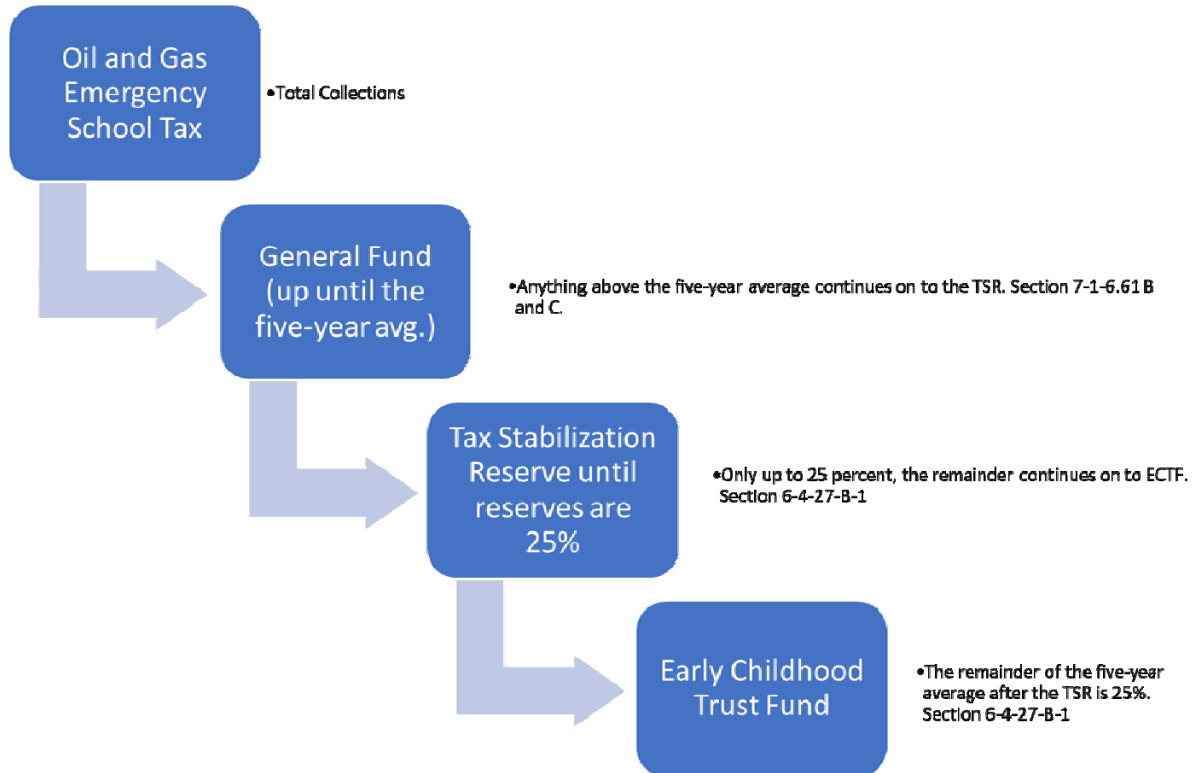 Oil and Gas
Emergency
School Tax
•Total Collections
General Fund
(up until the
five-year avg.)
•Anything above the five-year average continues on to the TSR. Section 7-1-6.61 B
and C.
Tax Stabilization
Reserve until
reserves are
25%
•Only up to 25 percent, the remainder continues on to ECTF.
Section 6-4-27-B-1
Early Childhood
Trust Fund
•The remainder of the five-year
average after the TSR is 25%.
Section 6-4-27-B-1